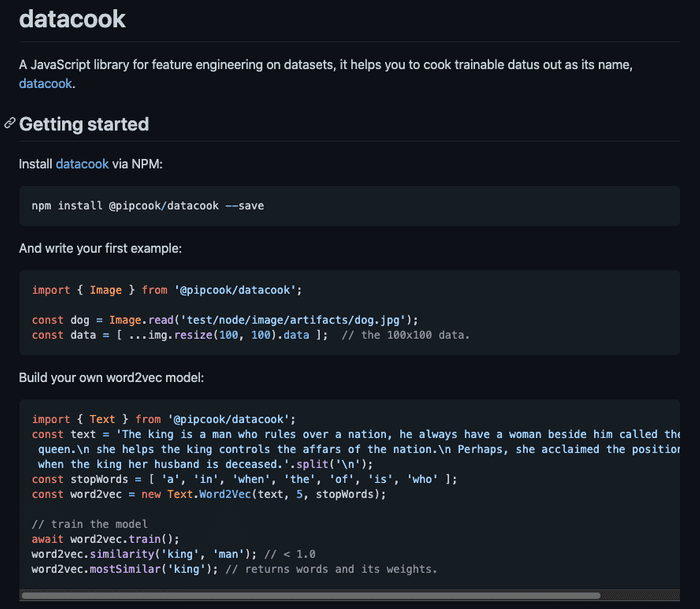 datacook
A JavaScript library for feature engineering on datasets, it helps you to cook trainable datus out as its name,
datacook.
Getting started
Install datacook via NPM:
npm install @pipcook/datacook --save
And write your first example:
import { Image } from '@pipcook/datacook';
const dog = Image.read('test/node/image/artifacts/dog.jpg');
const data = [ ...img.resize(100, 100).data ];  // the 100x100 data.
Build your own word2vec model:
import { Text } from '@pipcook/datacook';
const text = 'The king is a man who rules over a nation, he always have a woman beside him called the
queen.\n she helps the king controls the affars of the nation.\n Perhaps, she acclaimed the position
when the king her husband is deceased.'.split('\n');
const stopWords = [ 'a', 'in', 'when', 'the', 'of', 'is', 'who' ];
const word2vec = new Text.Word2Vec(text, 5, stopWords);
// train the model
await word2vec.train();
word2vec.similarity('king', 'man'); // < 1.0
word2vec.mostSimilar('king'); // returns words and its weights.